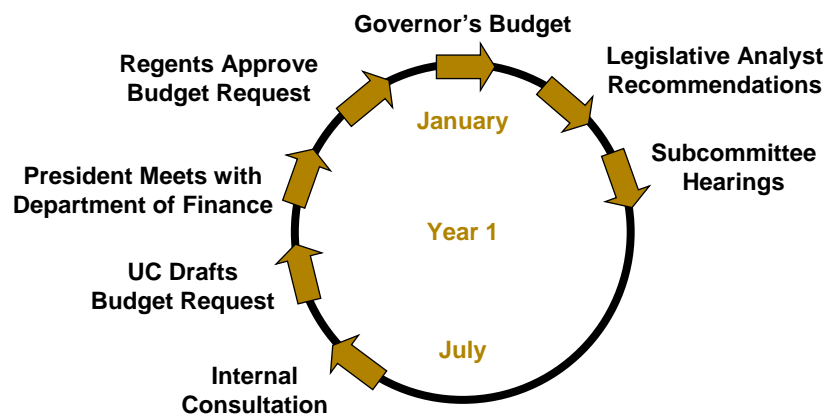 Governor’s Budget
Legislative Analyst
Recommendations
Regents Approve
Budget Request
January
Subcommittee
Hearings
President Meets with
Department of Finance
Year 1
UC Drafts
Budget Request
July
Internal
Consultation